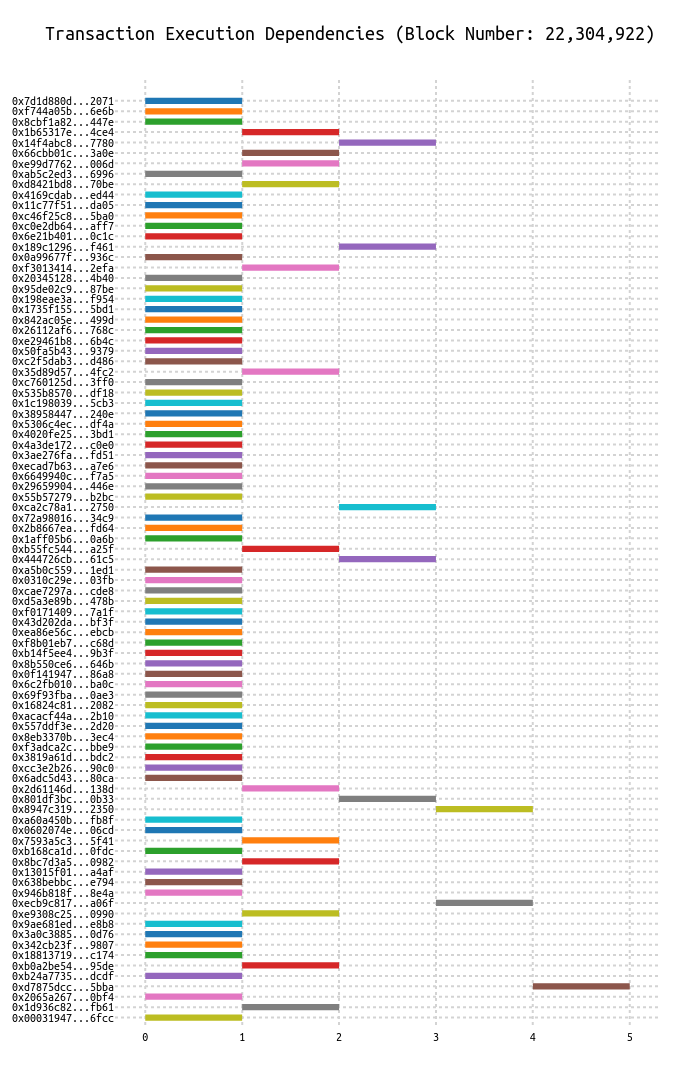 Transaction Execution Dependencies (Block Number: 22,304,922)
0x7d1d880d...2071
0xf744a05b...6e6b
0x8cbf1a82...447e
0x1b65317e...4ce4
0x14f4abc8...7780
0x66cbb01c...3a0e
0xe99d7762...006d
0xab5c2ed3...6996
0xd8421bd8...70be
0x4169cdab...ed44
0x11c77f51...da05
0xc46f25c8...5ba0
0xc0e2db64...aff7
0x6e21b401...0c1c
0x189c1296...f461
0x0a99677f...936c
0xf3013414...2efa
0x20345128...4b40
0x95de02c9...87be
0x198eae3a...f954
0x1735f155...5bd1
0x842ac05e...499d
0x26112af6...768c
0xe29461b8...6b4c
0x50fa5b43...9379
0xc2f5dab3...d486
0x35d89d57...4fc2
0xc760125d...3ff0
0x535b8570...df18
0x1c198039...5cb3
0x38958447...240e
0x5306c4ec...df4a
0x4020fe25...3bd1
0x4a3de172...c0e0
0x3ae276fa...fd51
0xecad7b63...a7e6
0x6649940c...f7a5
0x29659904...446e
0x55b57279...b2bc
0xca2c78a1...2750
0x72a98016...34c9
0x2b8667ea...fd64
0x1aff05b6...0a6b
0xb55fc544...a25f
0x444726cb...61c5
0xa5b0c559...1ed1
0x0310c29e...03fb
0xcae7297a...cde8
0xd5a3e89b...478b
0xf0171409...7a1f
0x43d202da...bf3f
0xea86e56c...ebcb
0xf8b01eb7...c68d
0xb14f5ee4...9b3f
0x8b550ce6...646b
0x0f141947...86a8
0x6c2fb010...ba0c
0x69f93fba...0ae3
0x16824c81...2082
0xacacf44a...2b10
0x557ddf3e...2d20
0x8eb3370b...3ec4
0xf3adca2c...bbe9
0x3819a61d...bdc2
0xcc3e2b26...90c0
0x6adc5d43...80ca
0x2d61146d...138d
0x801df3bc...0b33
0x8947c319...2350
0xa60a450b...fb8f
0x0602074e...06cd
0x7593a5c3...5f41
0xb168ca1d...0fdc
0x8bc7d3a5...0982
0x13015f01...a4af
0x638bebbc...e794
0x946b818f...8e4a
0xecb9c817...a06f
0xe9308c25...0990
0x9ae681ed...e8b8
0x3a0c3885...0d76
0x342cb23f...9807
0x18813719...c174
0xb0a2be54...95de
0xb24a7735...dcdf
0xd7875dcc...5bba
0x2065a267...0bf4
0x1d936c82...fb61
0x00031947...6fcc
0 1 2 3 4 5